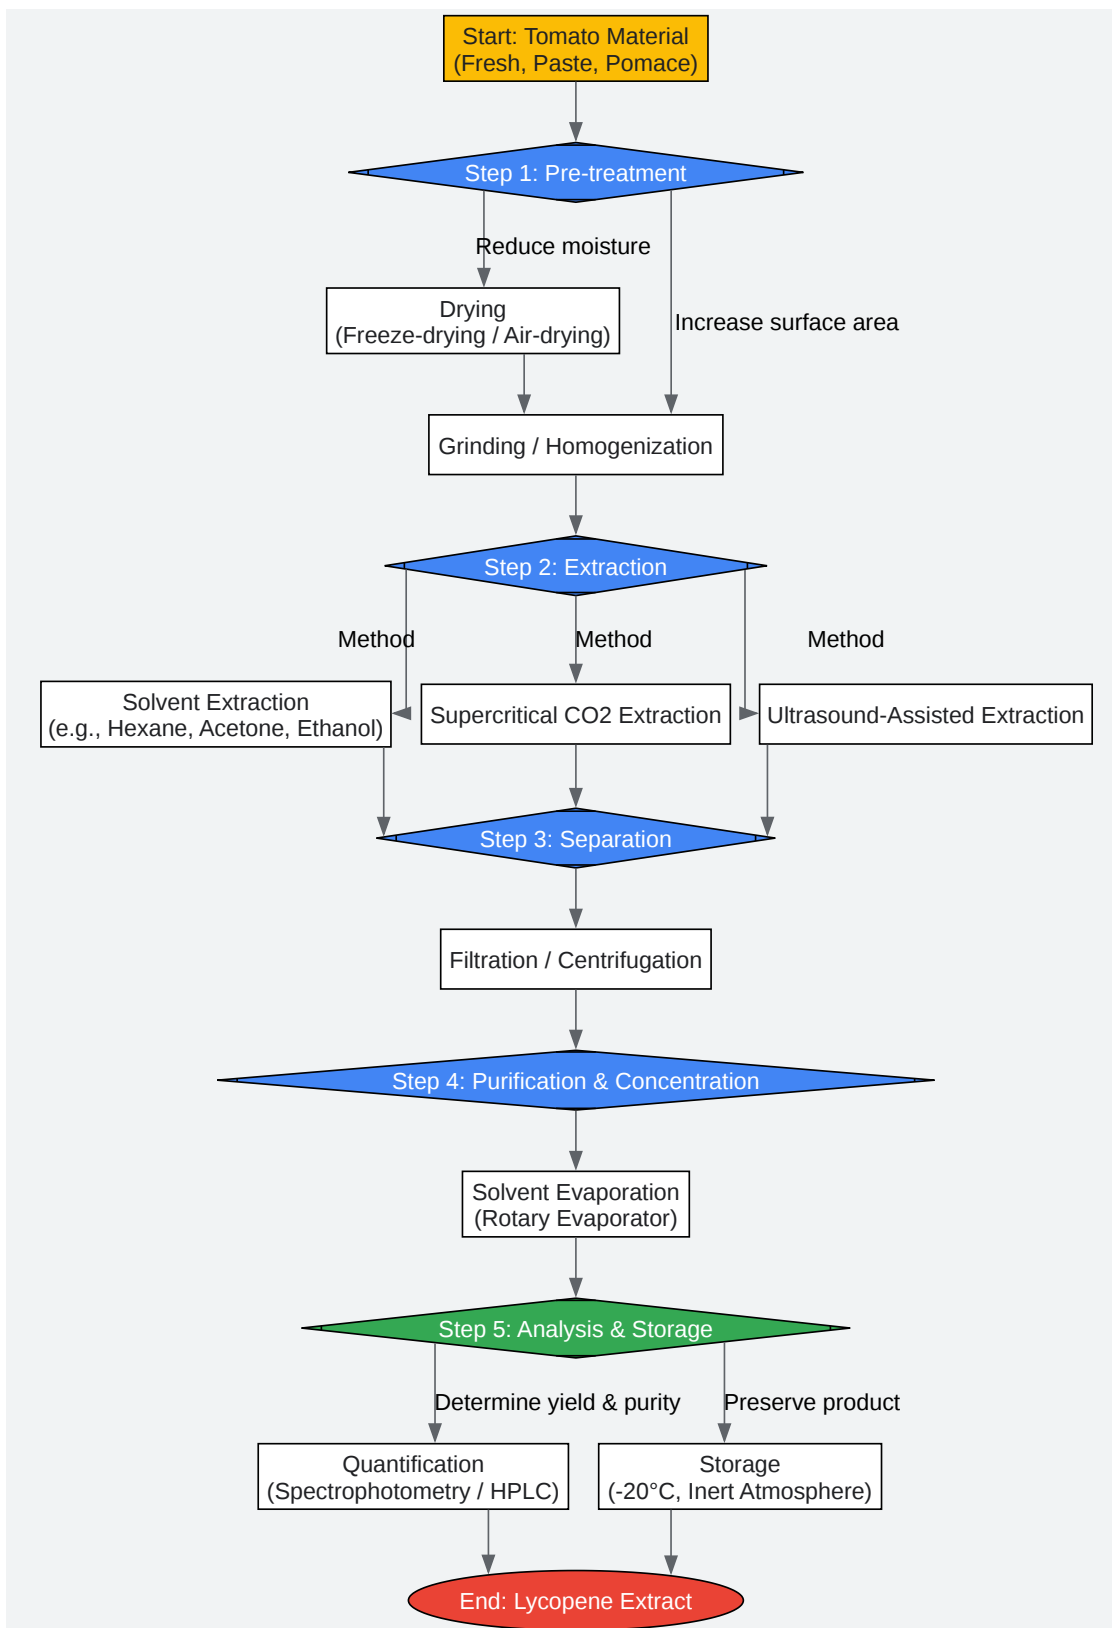 Start: Tomato Material
(Fresh, Paste, Pomace)
Step 1: Pre-treatment
Reduce moisture
Drying
(Freeze-drying / Air-drying)
Increase surface area
Grinding / Homogenization
Step 2: Extraction
Method
Method
Method
Solvent Extraction
(e.g., Hexane, Acetone, Ethanol)
Supercritical CO2 Extraction
Ultrasound-Assisted Extraction
Step 3: Separation
Filtration / Centrifugation
Step 4: Purification & Concentration
Solvent Evaporation
(Rotary Evaporator)
Step 5: Analysis & Storage
Determine yield & purity
Preserve product
Quantification
(Spectrophotometry / HPLC)
Storage
(-20°C, Inert Atmosphere)
End: Lycopene Extract